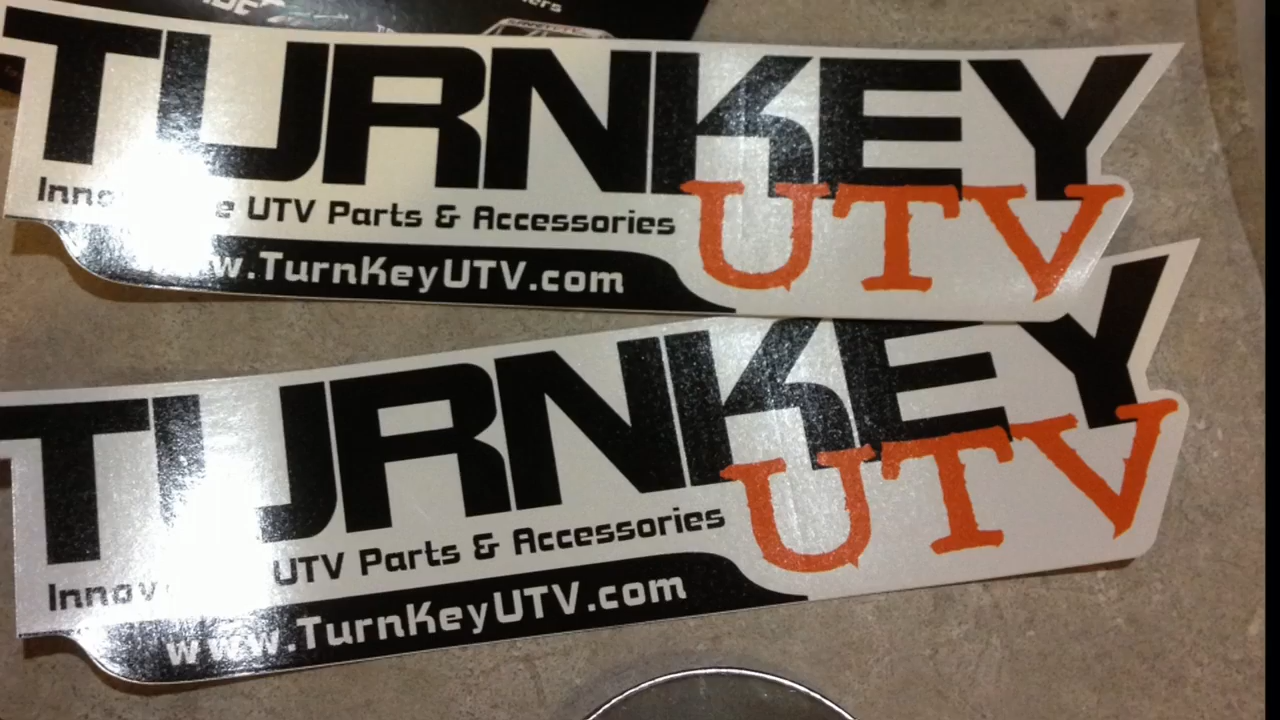 TURNKEY
UTV
UTV Parts & Accessories
w.TurnKeyUTV.com
TURNKEY
UTV
UTV Parts & Accessories
www.TurnKeyUTV.com